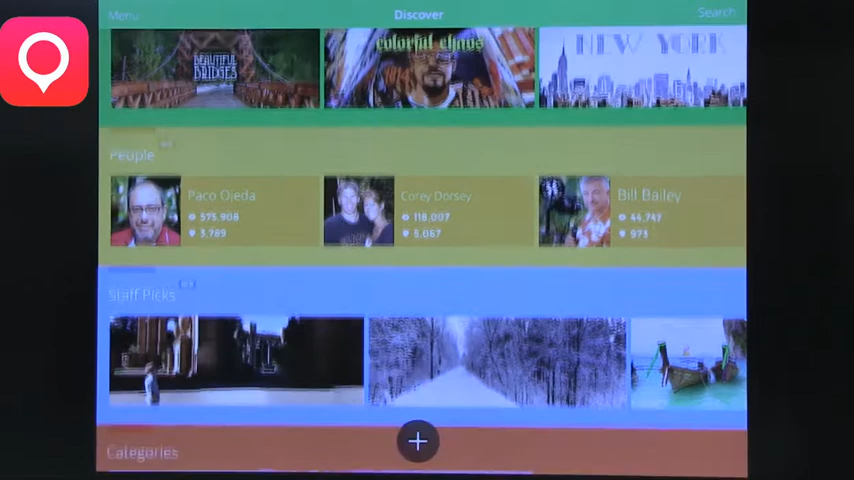 Menu
Discover
Search
BEAUTIFUL
BRIDGES
colorful chaos
NEW YORK
People
Paco Ojeda
575,908
3,789
Corey Dorsey
118,007
5,067
Bill Bailey
44,747
973
Staff Picks
Categories